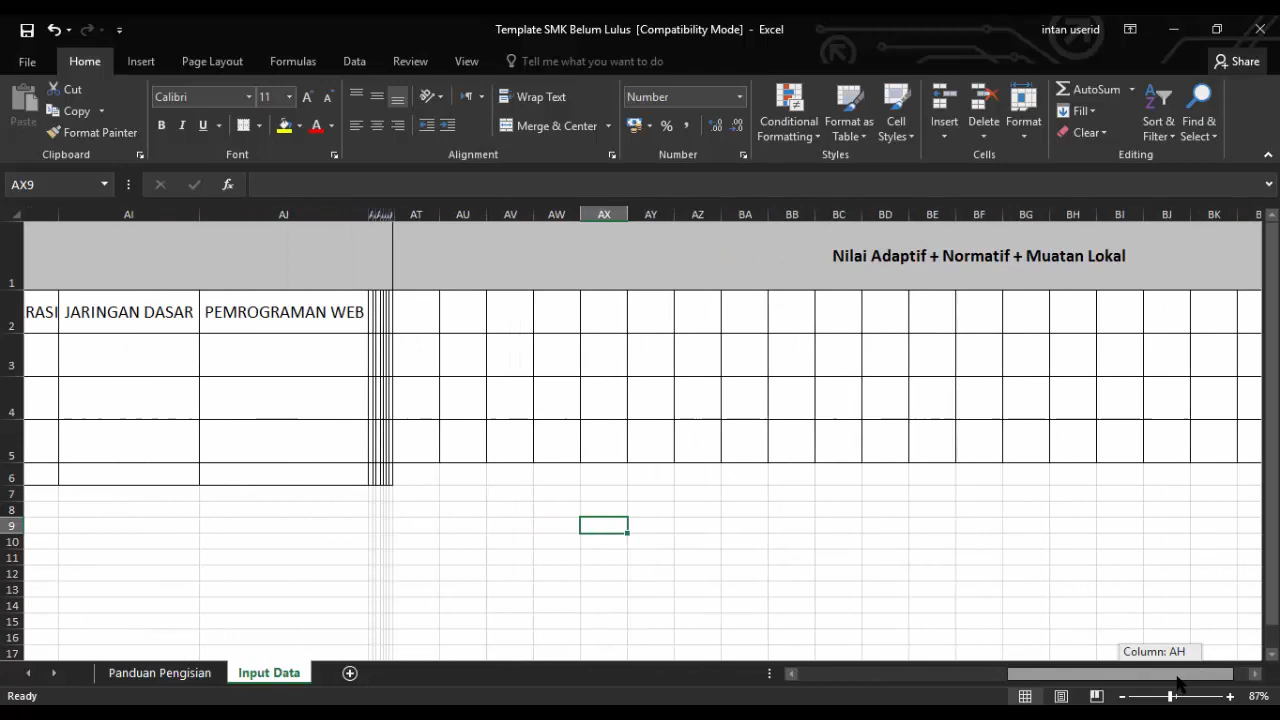 Template SMK Belum Lulus [Compatibility Mode] - Excel
intan userid
File Home Insert Page Layout Formulas Data Review View Tell me what you want to do Share
Paste
Cut
Copy
Format Painter
Clipboard
Calibri 11
B I U
Font
Wrap Text
Merge & Center
Alignment
Number
Number
Conditional Formatting
Format as Table
Cell Styles
Styles
Insert
Delete
Format
Cells
AutoSum
Fill
Clear
Sort & Filter
Find & Select
Editing
AX9
fx
AI AJ AT AU AV AW AX AY AZ BA BB BC BD BE BF BG BH BI BJ BK
1 Nilai Adaptif + Normatif + Muatan Lokal
2 RASI JARINGAN DASAR PEMROGRAMAN WEB
3
4
5
6
7
8
9
10
11
12
13
14
15
16
17
Column: AH
Panduan Pengisian Input Data
Ready 87%